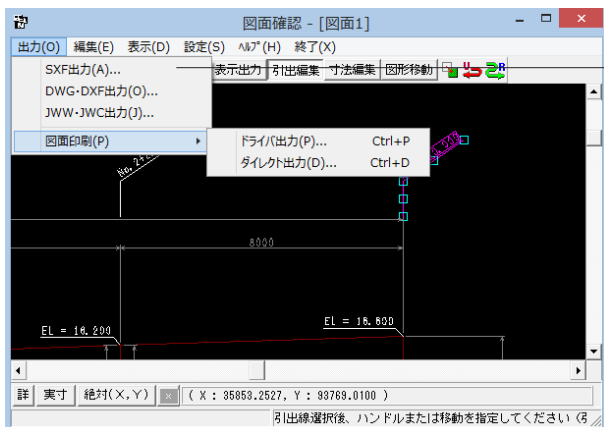 図面確認 - [図面1]
出力(O) 編集(E) 表示(D) 設定(S) ﾍﾙﾌﾟ(H) 終了(X)
SXF出力(A)...
表示出力 引出編集 寸法編集 図形移動
DWG・DXF出力(O)...
JWW・JWC出力(J)...
図面印刷(P)
ドライバ出力(P)... Ctrl+P
ダイレクト出力(D)... Ctrl+D
8000
EL = 16.200
EL = 16.600
詳 実寸 絶対(X,Y) × ( X : 35853.2527, Y : 93769.0100 )
引出線選択後、ハンドルまたは移動を指定してください